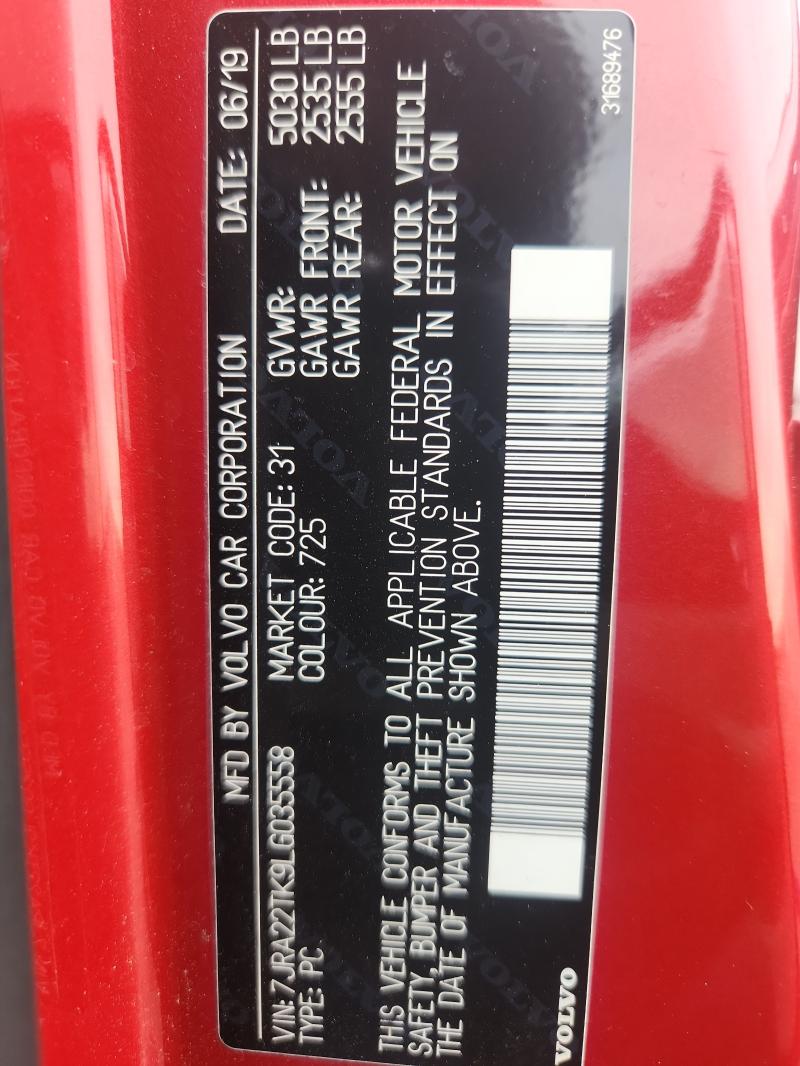 MFD BY VOLVO CAR CORPORATION DATE: 06/19
VIN: 7JRA22TK9LG035558 MARKET CODE: 31 GVWR: 5030 LB
TYPE: PC COLOUR: 725 GAWR FRONT: 2535 LB
GAWR REAR: 2555 LB
THIS VEHICLE CONFORMS TO ALL APPLICABLE FEDERAL MOTOR VEHICLE
SAFETY, BUMPER AND THEFT PREVENTION STANDARDS IN EFFECT ON
THE DATE OF MANUFACTURE SHOWN ABOVE.
VOLVO 31689476